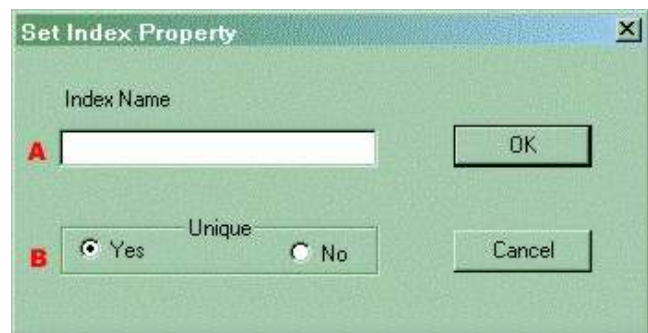 Set Index Property
Index Name
A
OK
Unique
B Yes No
Cancel